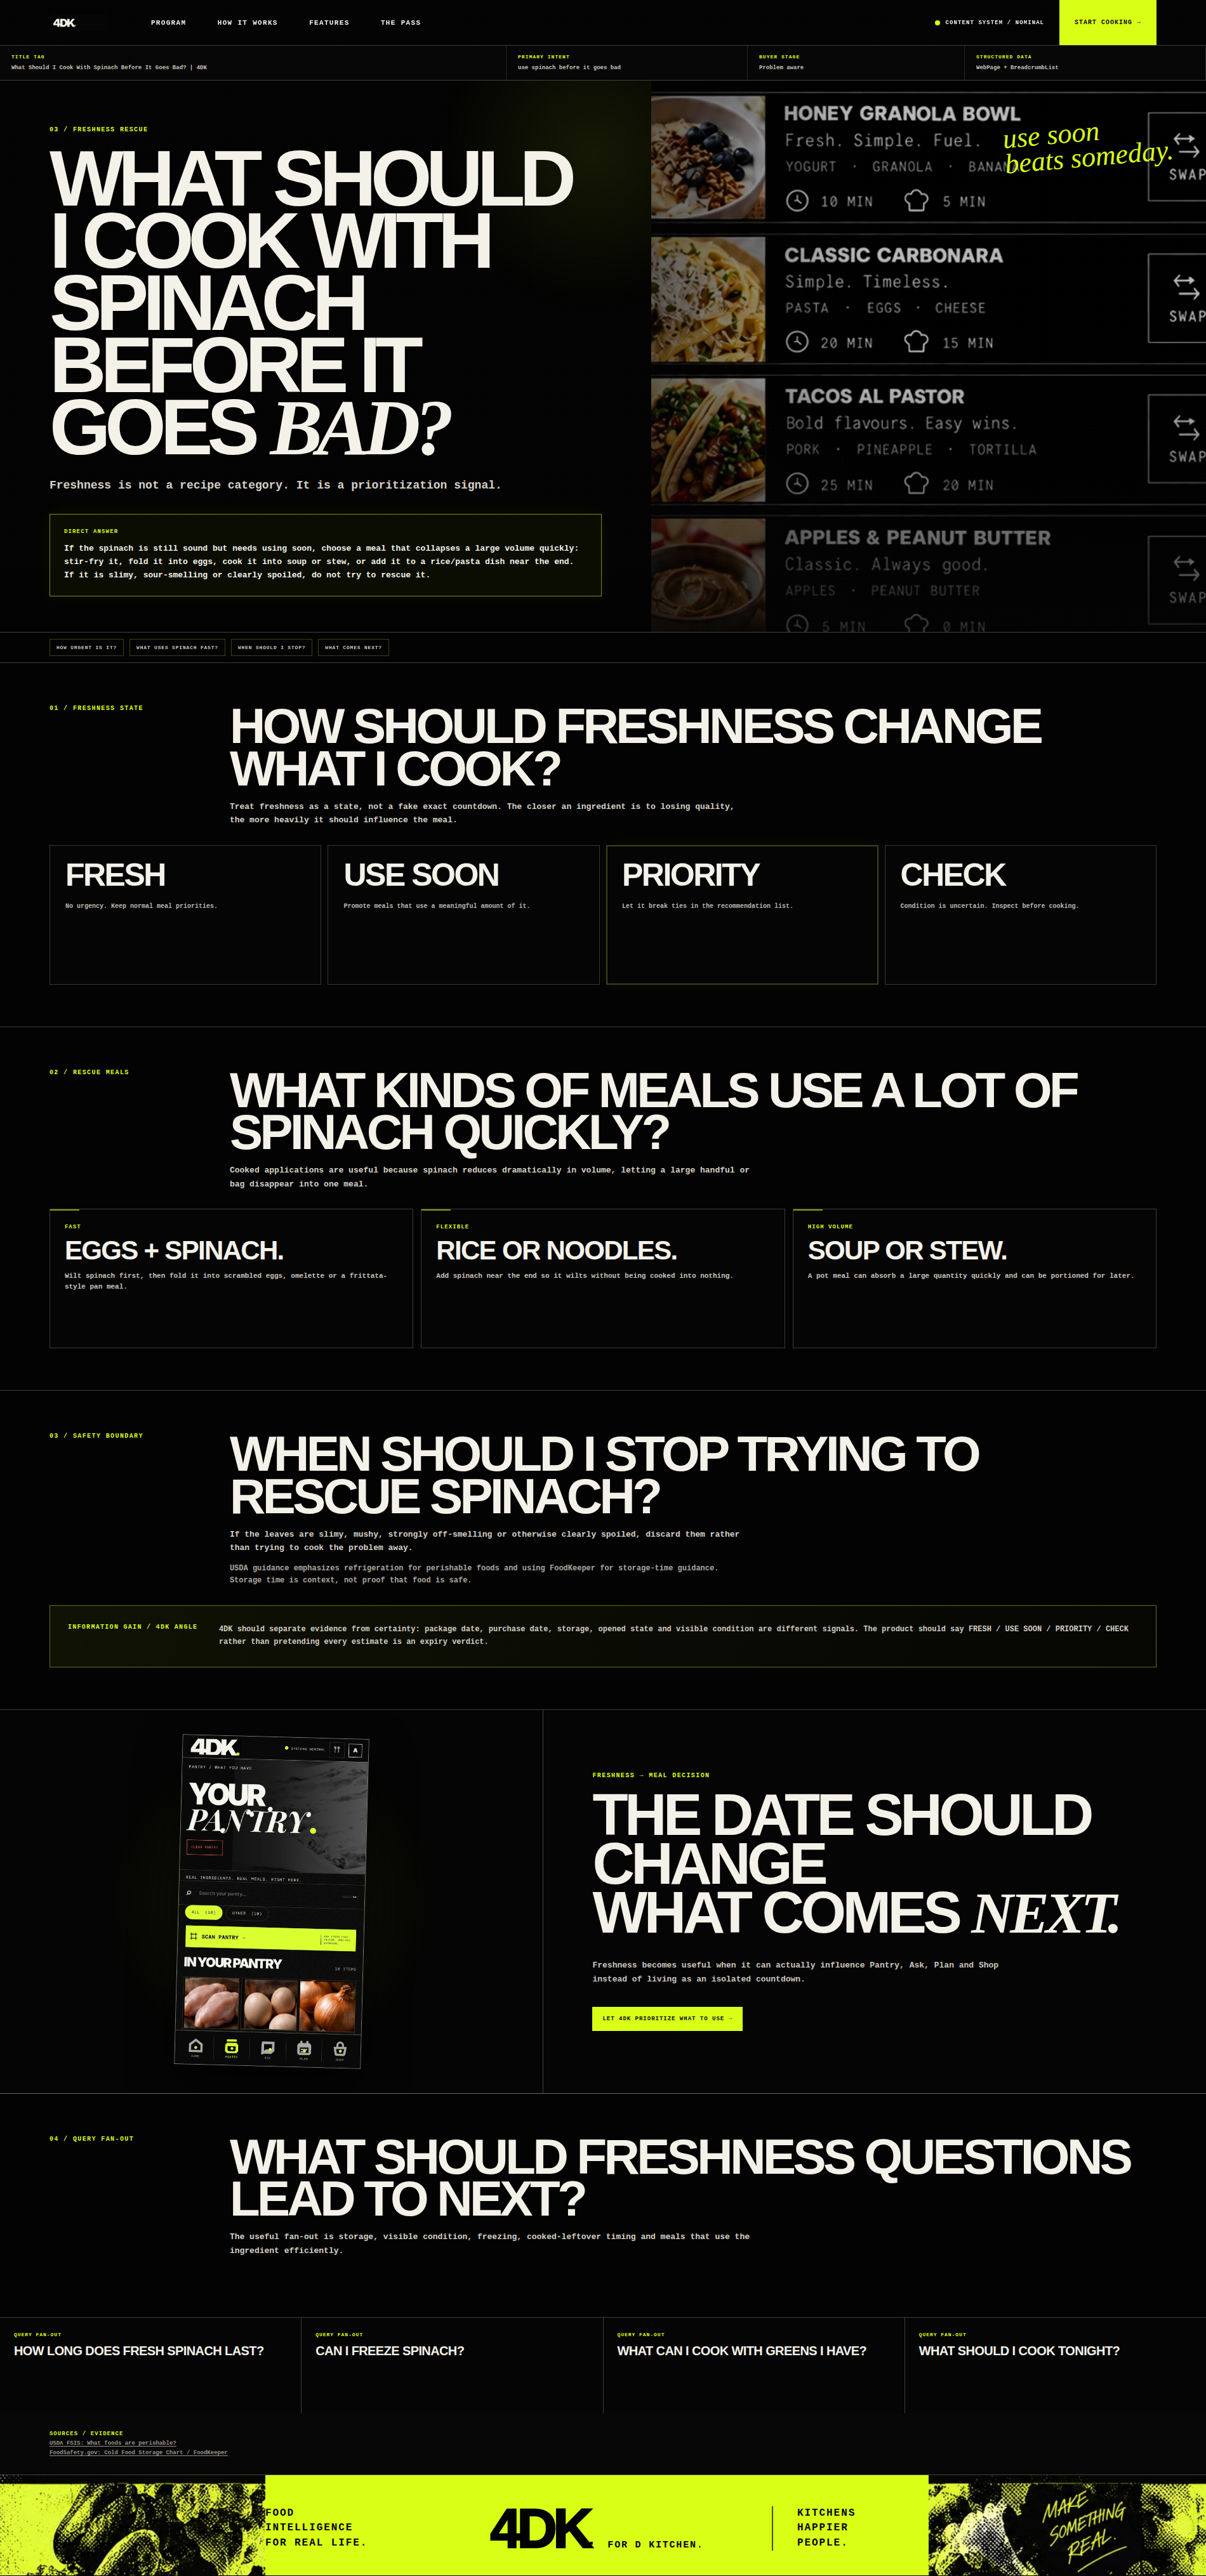 4DK.
PROGRAM
HOW IT WORKS
FEATURES
THE PASS
CONTENT SYSTEM / NOMINAL
START COOKING →
TITLE TAG
What Should I Cook With Spinach Before It Goes Bad? | 4DK
PRIMARY INTENT
use spinach before it goes bad
BUYER STAGE
Problem aware
STRUCTURED DATA
WebPage + BreadcrumbList
03 / FRESHNESS RESCUE
WHAT SHOULD
I COOK WITH
SPINACH
BEFORE IT
GOES BAD?
Freshness is not a recipe category. It is a prioritization signal.
DIRECT ANSWER
If the spinach is still sound but needs using soon, choose a meal that collapses a large volume quickly:
stir-fry it, fold it into eggs, cook it into soup or stew, or add it to a rice/pasta dish near the end.
If it is slimy, sour-smelling or clearly spoiled, do not try to rescue it.
HONEY GRANOLA BOWL
Fresh. Simple. Fuel.
YOGURT · GRANOLA ·
10 MIN 5 MIN
SWAP
use soon
beats someday.
CLASSIC CARBONARA
Simple. Timeless.
PASTA · EGGS · CHEESE
20 MIN 15 MIN
SWAP
TACOS AL PASTOR
Bold flavours. Easy wins.
PORK · PINEAPPLE · TORTILLA
25 MIN 20 MIN
SWAP
APPLES & PEANUT BUTTER
Classic. Always good.
APPLES · PEANUT BUTTER
5 MIN 0 MIN
SWAP
HOW URGENT IS IT?
WHAT USES SPINACH FAST?
WHEN SHOULD I STOP?
WHAT COMES NEXT?
01 / FRESHNESS STATE
HOW SHOULD FRESHNESS CHANGE
WHAT I COOK?
Treat freshness as a state, not a fake exact countdown. The closer an ingredient is to losing quality,
the more heavily it should influence the meal.
FRESH
No urgency. Keep normal meal priorities.
USE SOON
Promote meals that use a meaningful amount of it.
PRIORITY
Let it break ties in the recommendation list.
CHECK
Condition is uncertain. Inspect before cooking.
02 / RESCUE MEALS
WHAT KINDS OF MEALS USE A LOT OF
SPINACH QUICKLY?
Cooked applications are useful because spinach reduces dramatically in volume, letting a large handful or
bag disappear into one meal.
FAST
EGGS + SPINACH.
Wilt spinach first, then fold it into scrambled eggs, omelette or a frittata-
style pan meal.
FLEXIBLE
RICE OR NOODLES.
Add spinach near the end so it wilts without being cooked into nothing.
HIGH VOLUME
SOUP OR STEW.
A pot meal can absorb a large quantity quickly and can be portioned for later.
03 / SAFETY BOUNDARY
WHEN SHOULD I STOP TRYING TO
RESCUE SPINACH?
If the leaves are slimy, mushy, strongly off-smelling or otherwise clearly spoiled, discard them rather
than trying to cook the problem away.
USDA guidance emphasizes refrigeration for perishable foods and using FoodKeeper for storage-time guidance.
Storage time is context, not proof that food is safe.
INFORMATION GAIN / 4DK ANGLE
4DK should separate evidence from certainty: package date, purchase date, storage, opened state and visible condition are different signals. The product should say FRESH / USE SOON / PRIORITY / CHECK
rather than pretending every estimate is an expiry verdict.
4DK.
SYSTEMS NOMINAL
A
PANTRY / WHAT YOU HAVE
YOUR
PANTRY.
CLEAR PANTRY
REAL INGREDIENTS. REAL MEALS. RIGHT HERE.
Search your pantry...
ALL (10)
OTHER (10)
SCAN PANTRY →
IN YOUR PANTRY
10 ITEMS
HOME
PANTRY
ASK
PLAN
SHOP
FRESHNESS → MEAL DECISION
THE DATE SHOULD
CHANGE
WHAT COMES NEXT.
Freshness becomes useful when it can actually influence Pantry, Ask, Plan and Shop
instead of living as an isolated countdown.
LET 4DK PRIORITIZE WHAT TO USE →
04 / QUERY FAN-OUT
WHAT SHOULD FRESHNESS QUESTIONS
LEAD TO NEXT?
The useful fan-out is storage, visible condition, freezing, cooked-leftover timing and meals that use the
ingredient efficiently.
QUERY FAN-OUT
HOW LONG DOES FRESH SPINACH LAST?
QUERY FAN-OUT
CAN I FREEZE SPINACH?
QUERY FAN-OUT
WHAT CAN I COOK WITH GREENS I HAVE?
QUERY FAN-OUT
WHAT SHOULD I COOK TONIGHT?
SOURCES / EVIDENCE
USDA FSIS: What foods are perishable?
FoodSafety.gov: Cold Food Storage Chart / FoodKeeper
FOOD
INTELLIGENCE
FOR REAL LIFE.
4DK.
FOR D KITCHEN.
KITCHENS
HAPPIER
PEOPLE.
MAKE
SOMETHING
REAL.